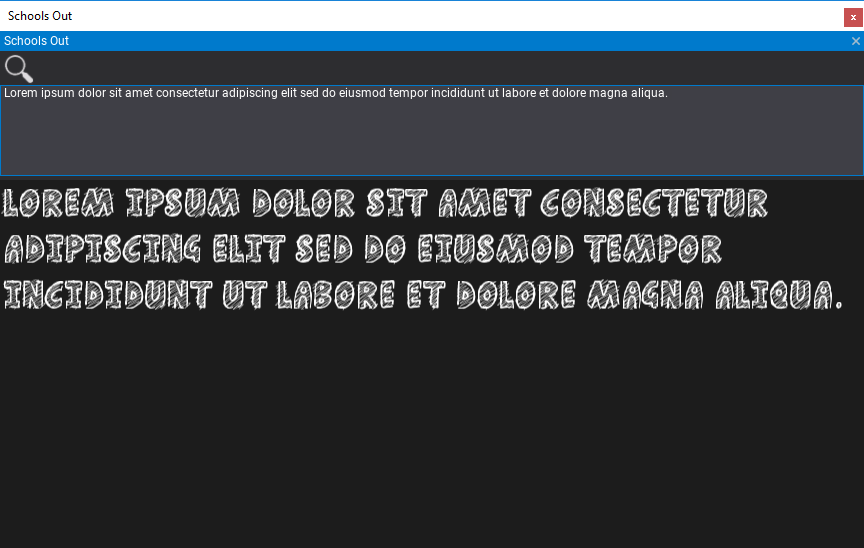 Schools Out
Schools Out
Lorem ipsum dolor sit amet consectetur adipiscing elit sed do eiusmod tempor incididunt ut labore et dolore magna aliqua.
LOREM IPSUM DOLOR SIT AMET CONSECTETUR
ADIPISCING ELIT SED DO EIUSMOD TEMPOR
INCIDIDUNT UT LABORE ET DOLORE MAGNA ALIQUA.